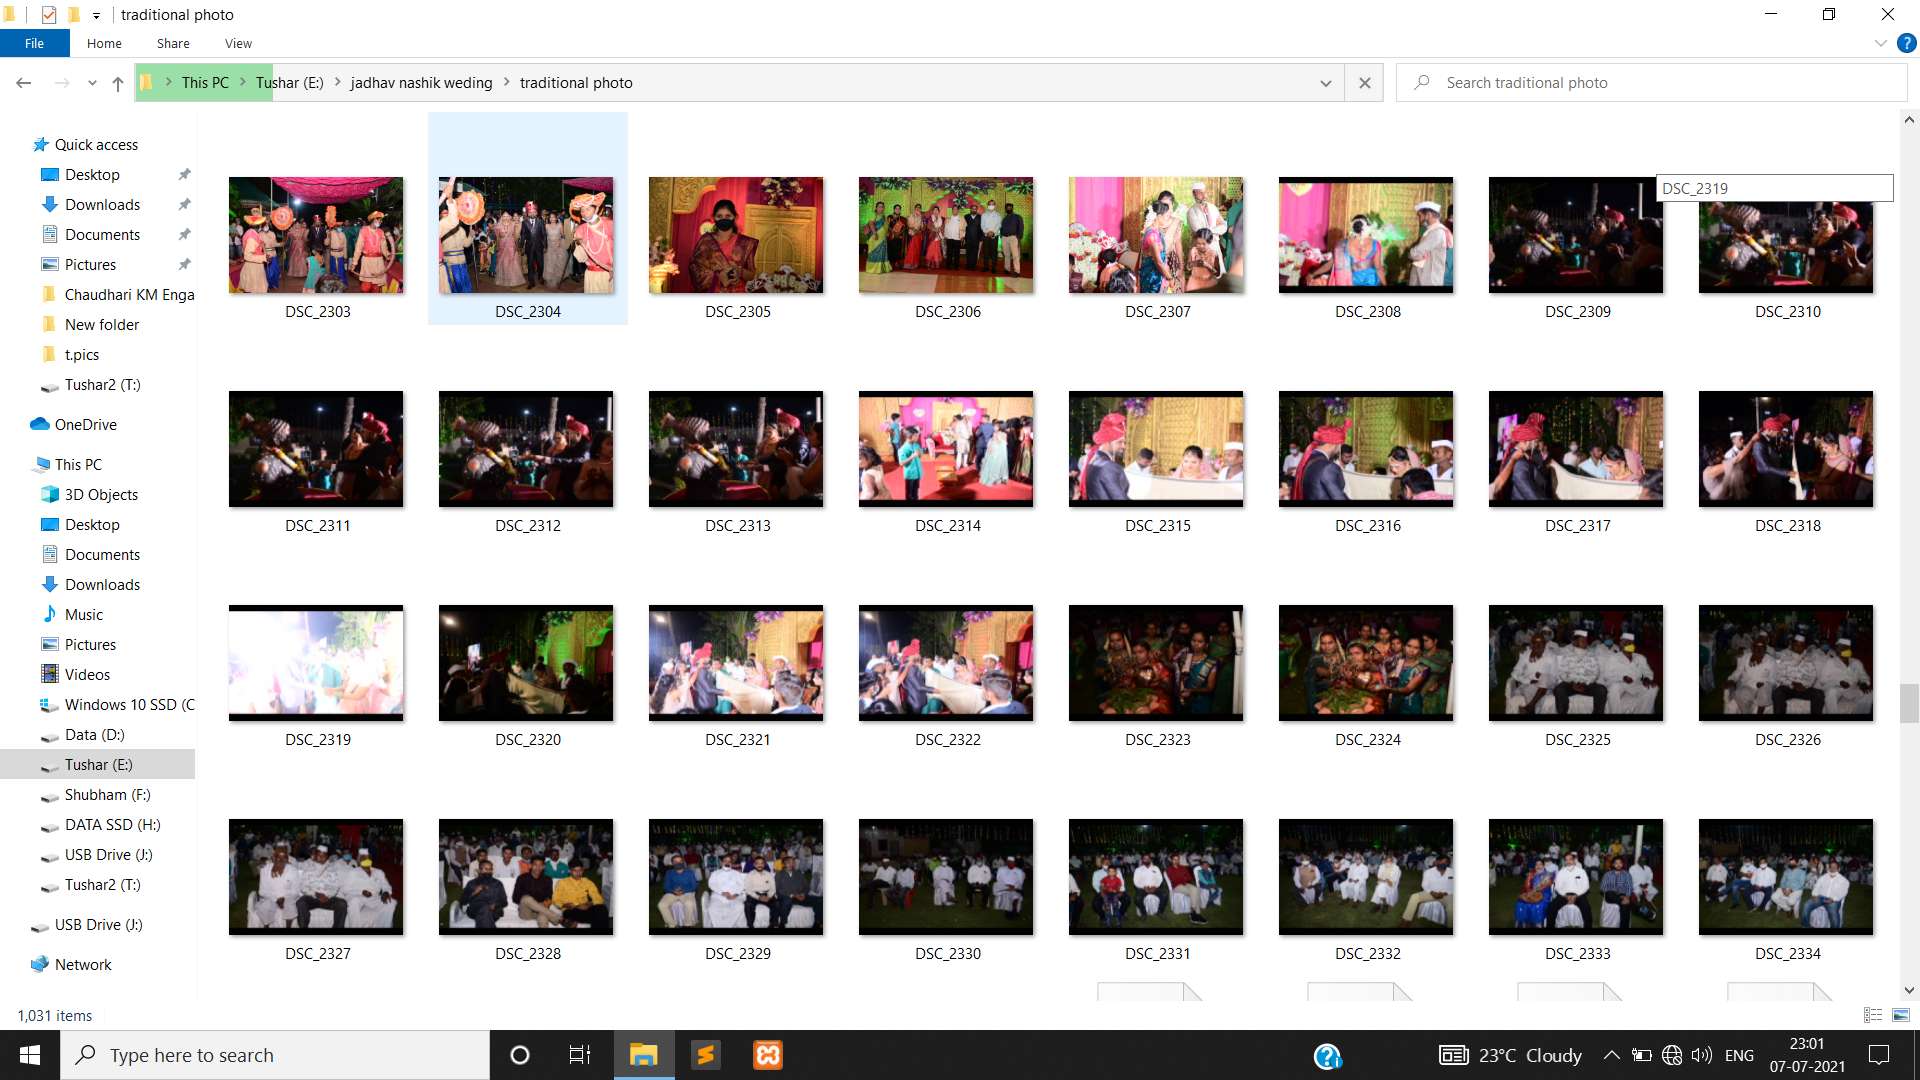 traditional photo
File Home Share View
This PC Tushar (E:) jadhav nashik weding traditional photo
Search traditional photo
Quick access
Desktop
Downloads
Documents
Pictures
Chaudhari KM Enga
New folder
t.pics
Tushar2 (T:)
OneDrive
This PC
3D Objects
Desktop
Documents
Downloads
Music
Pictures
Videos
Windows 10 SSD (C
Data (D:)
Tushar (E:)
Shubham (F:)
DATA SSD (H:)
USB Drive (J:)
Tushar2 (T:)
USB Drive (J:)
Network
DSC_2319
DSC_2303 DSC_2304 DSC_2305 DSC_2306 DSC_2307 DSC_2308 DSC_2309 DSC_2310
DSC_2311 DSC_2312 DSC_2313 DSC_2314 DSC_2315 DSC_2316 DSC_2317 DSC_2318
DSC_2319 DSC_2320 DSC_2321 DSC_2322 DSC_2323 DSC_2324 DSC_2325 DSC_2326
DSC_2327 DSC_2328 DSC_2329 DSC_2330 DSC_2331 DSC_2332 DSC_2333 DSC_2334
1,031 items
Type here to search
23°C Cloudy
ENG
23:01
07-07-2021